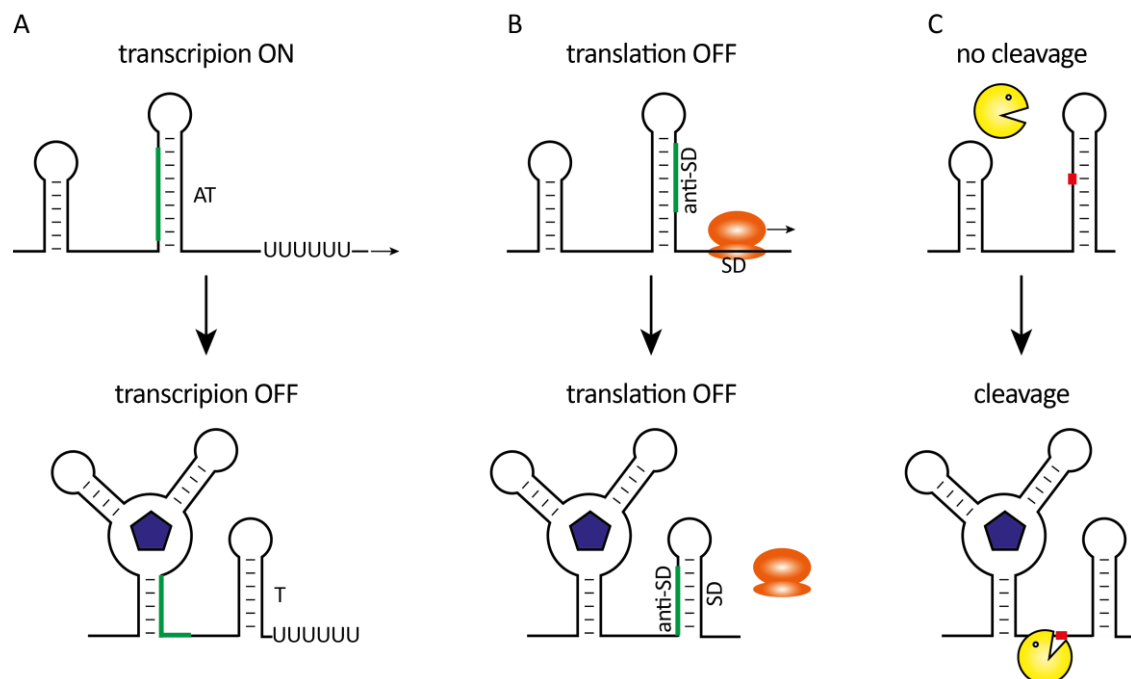 A
transcripion ON
AT
UUUUUU
transcripion OFF
T
UUUUUU
B
translation OFF
anti-SD
SD
translation OFF
anti-SD
SD
C
no cleavage
cleavage